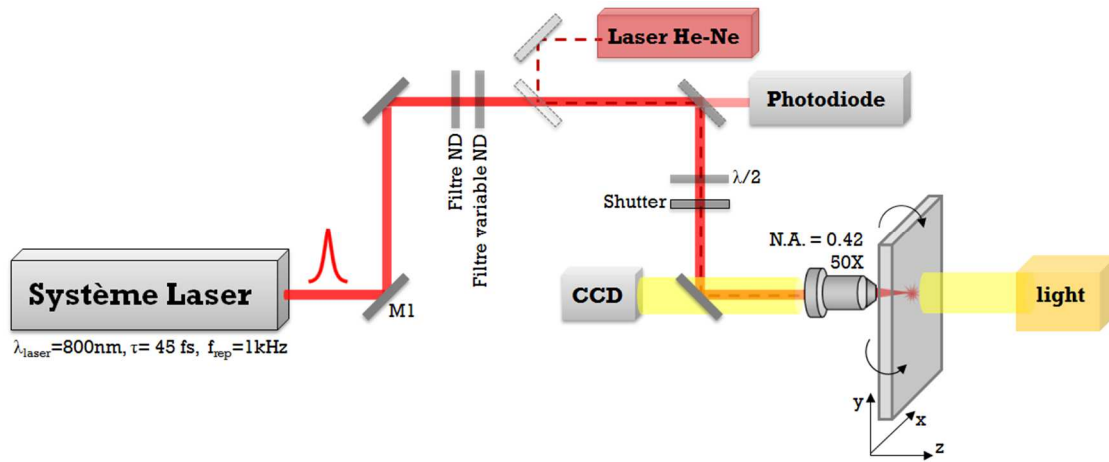 Laser He-Ne
Photodiode
Filtre ND
Filtre variable ND
λ/2
Shutter
N.A. = 0.42
50X
Système Laser
M1
CCD
light
λlaser=800nm, τ= 45 fs, frep=1kHz
y
x
z